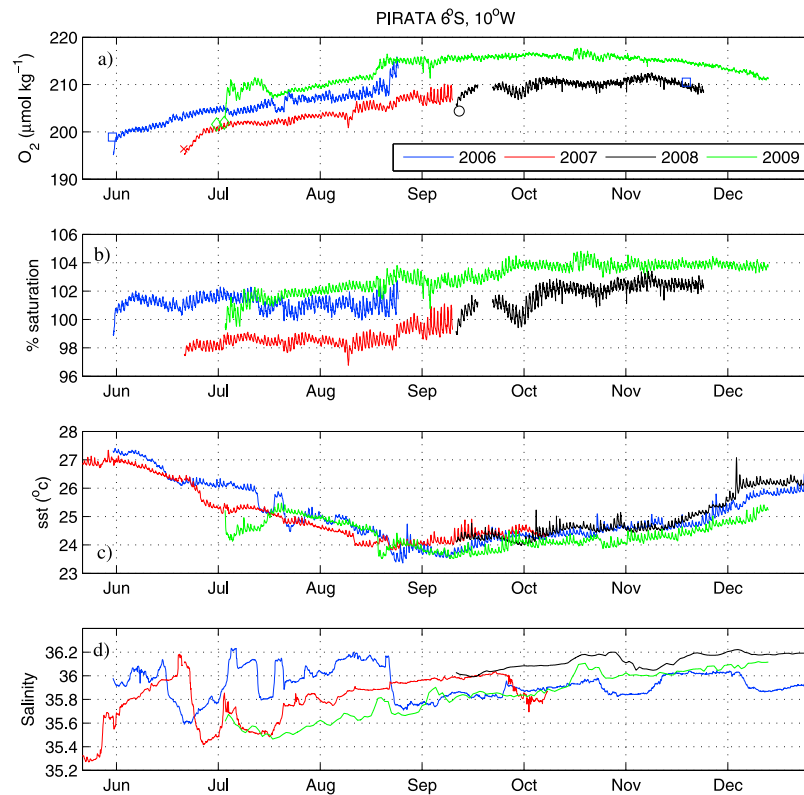 PIRATA 6°S, 10°W
a)
O₂ (μmol kg⁻¹)
220
210
200
190
Jun Jul Aug Sep Oct Nov Dec
2006 2007 2008 2009
b)
% saturation
106
104
102
100
98
96
Jun Jul Aug Sep Oct Nov Dec
c)
sst (°c)
28
27
26
25
24
23
Jun Jul Aug Sep Oct Nov Dec
d)
Salinity
36.2
36
35.8
35.6
35.4
35.2
Jun Jul Aug Sep Oct Nov Dec